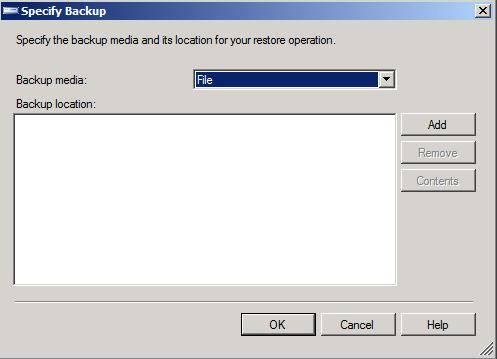 Specify Backup
Specify the backup media and its location for your restore operation.
Backup media:
File
Backup location:
Add
Remove
Contents
OK
Cancel
Help